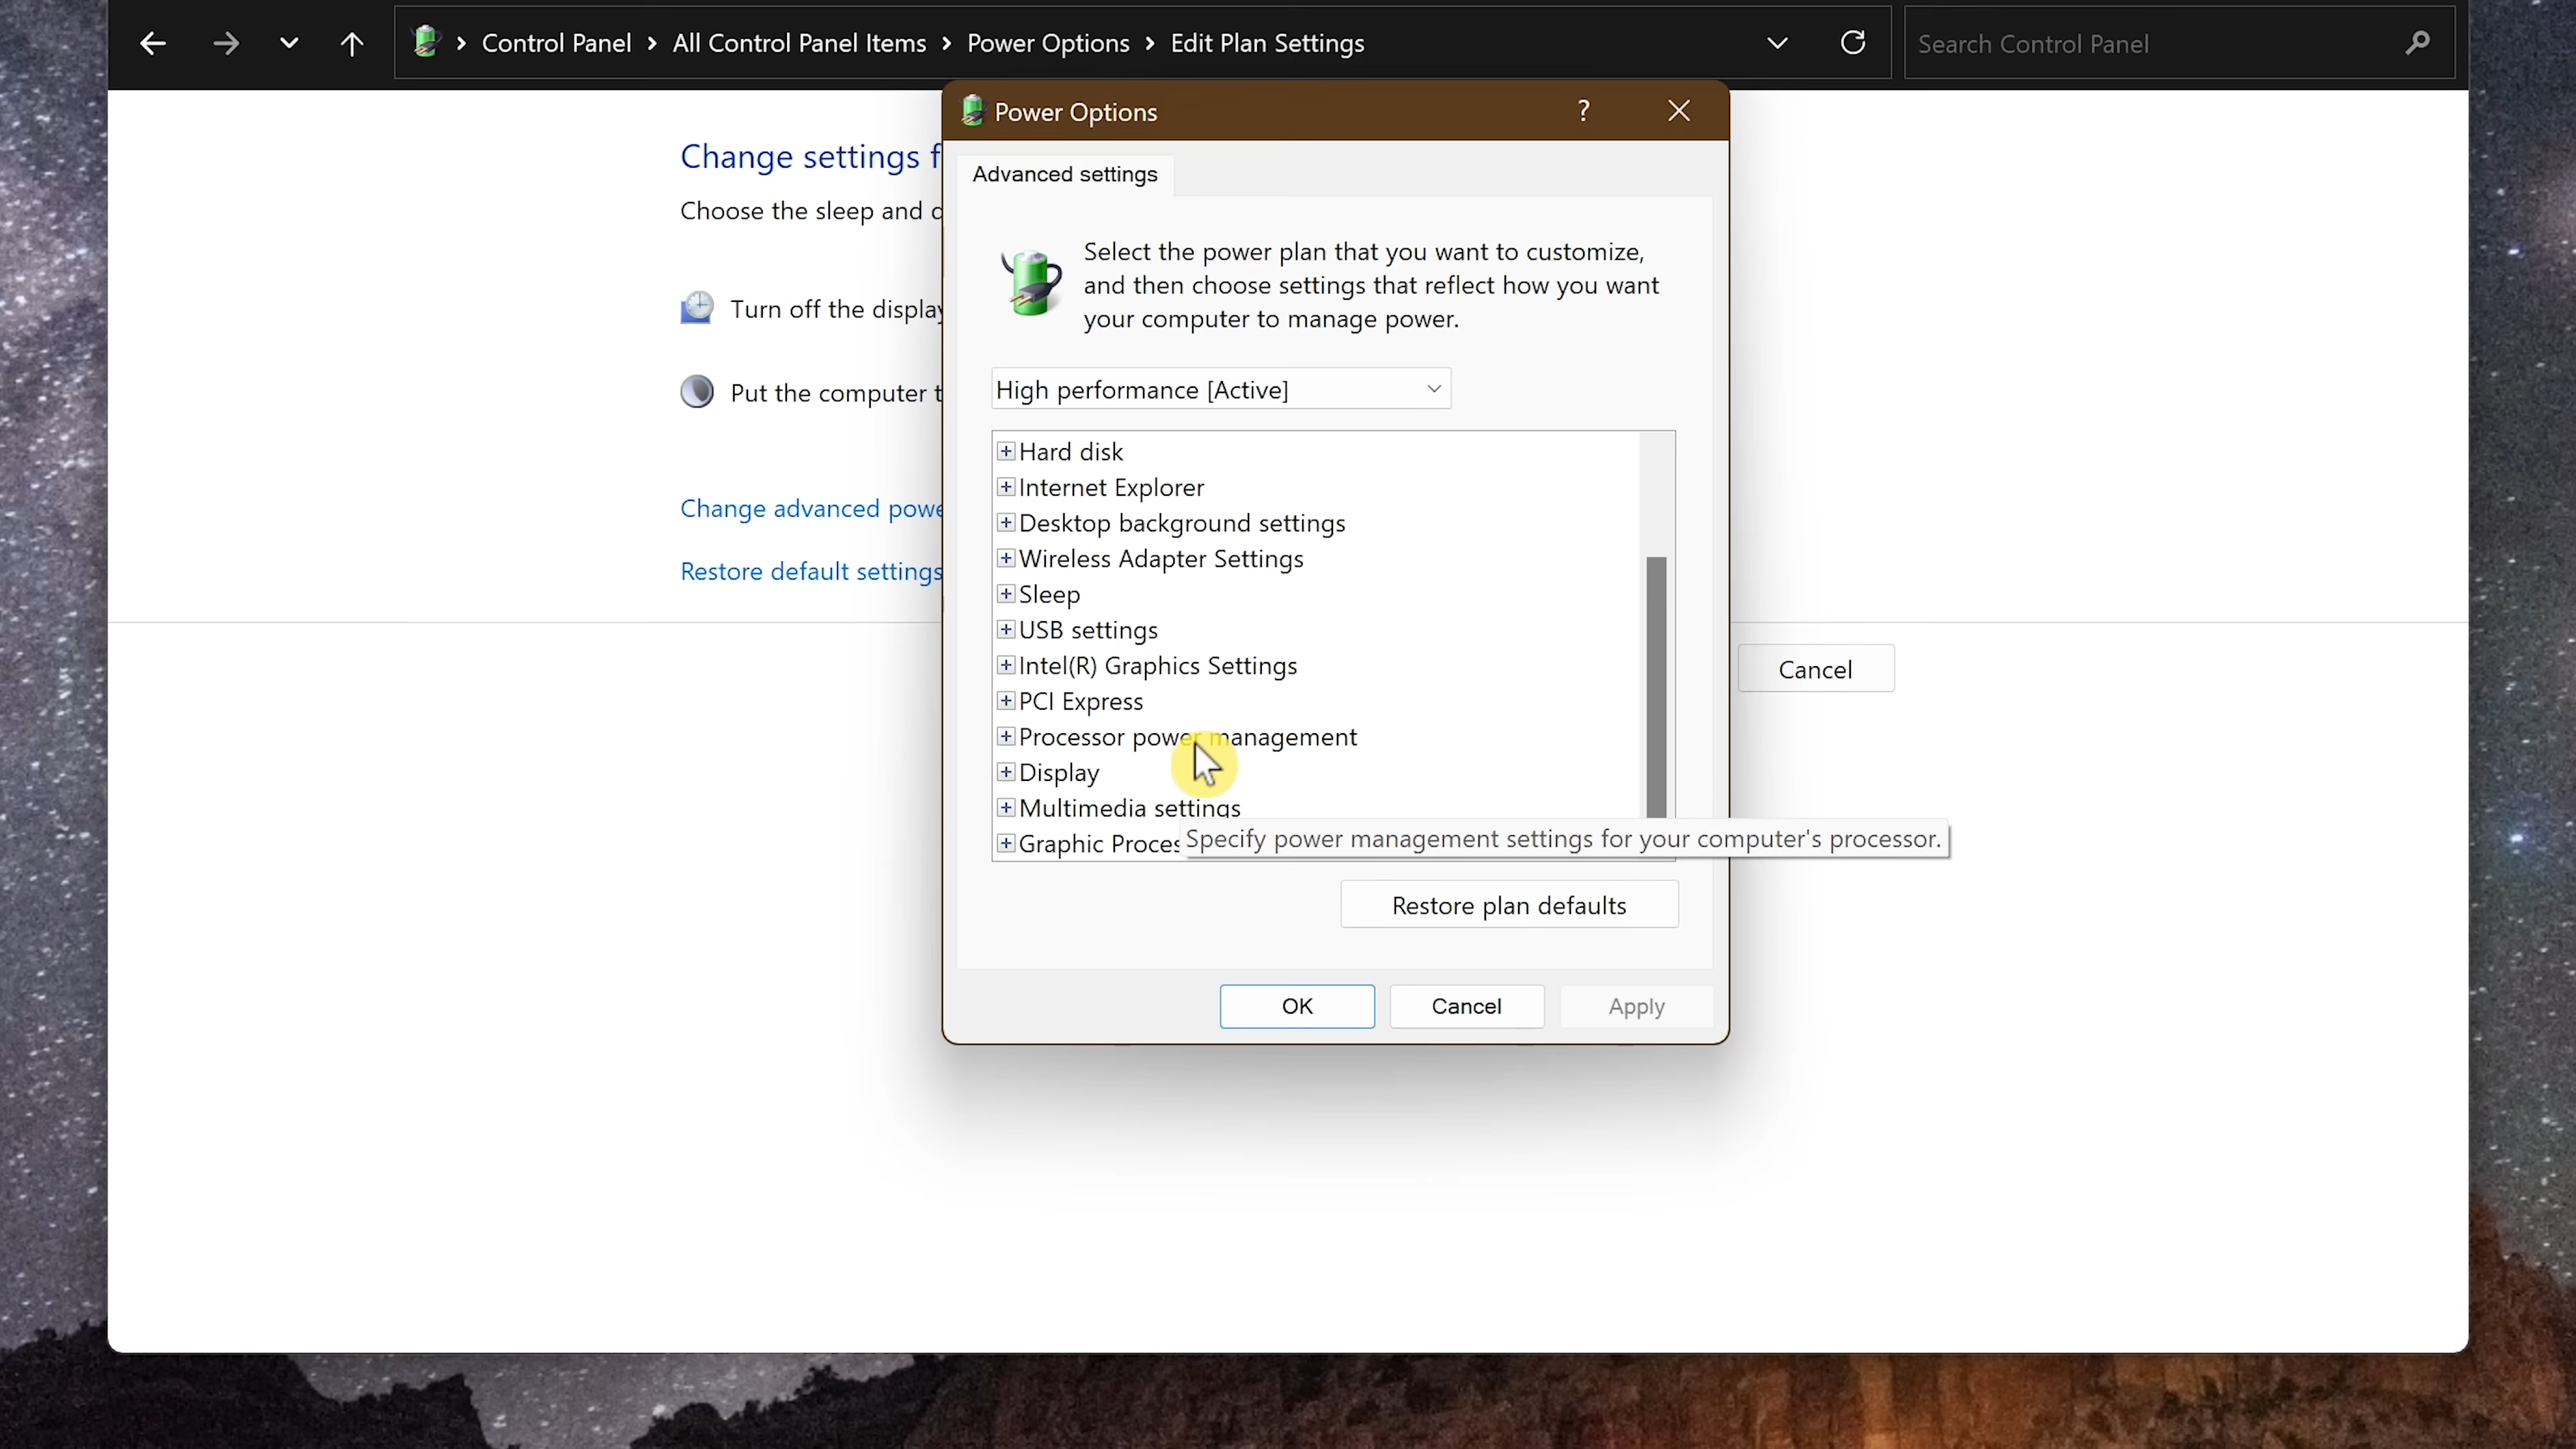 Control Panel > All Control Panel Items > Power Options > Edit Plan Settings
Search Control Panel
Power Options
?
Advanced settings
Change settings f
Choose the sleep and
Turn off the display
Put the computer t
Change advanced powe
Restore default settings
Select the power plan that you want to customize,
and then choose settings that reflect how you want
your computer to manage power.
High performance [Active]
Hard disk
Internet Explorer
Desktop background settings
Wireless Adapter Settings
Sleep
USB settings
Intel(R) Graphics Settings
PCI Express
Processor power management
Display
Multimedia settings
Graphic Proces
Specify power management settings for your computer's processor.
Restore plan defaults
OK
Cancel
Apply
Cancel